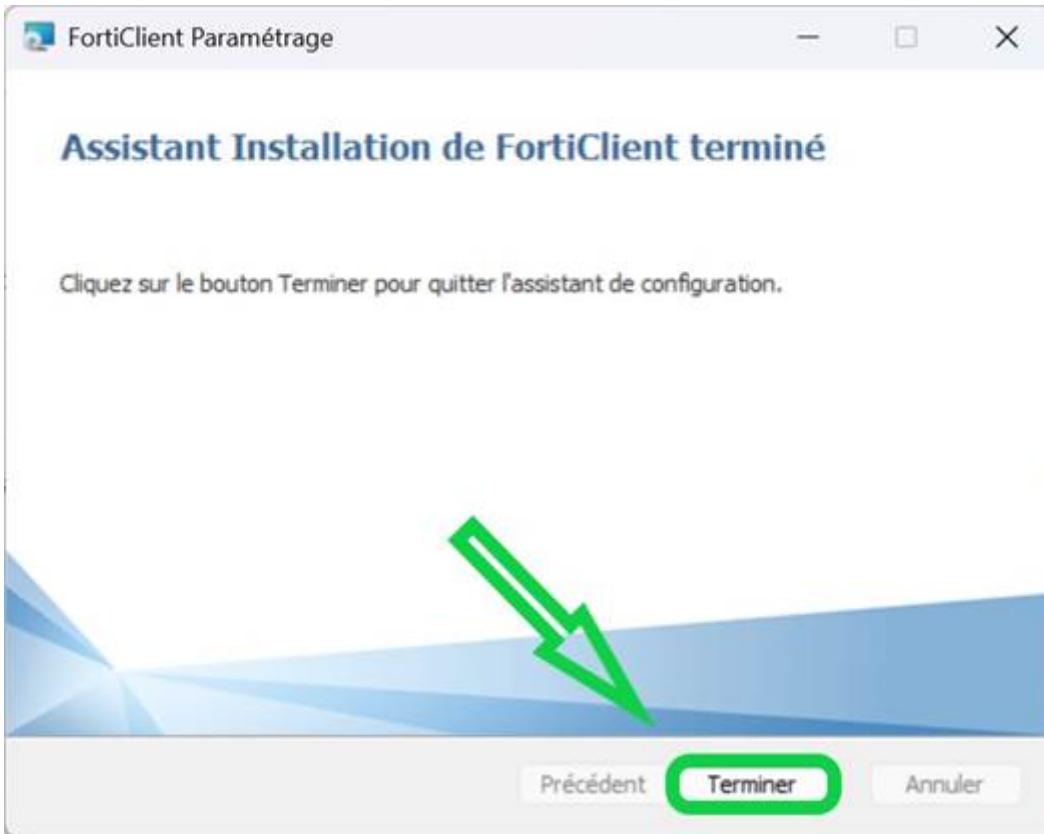 FortiClient Paramétrage
Assistant Installation de FortiClient terminé
Cliquez sur le bouton Terminer pour quitter l'assistant de configuration.
Précédent Terminer Annuler